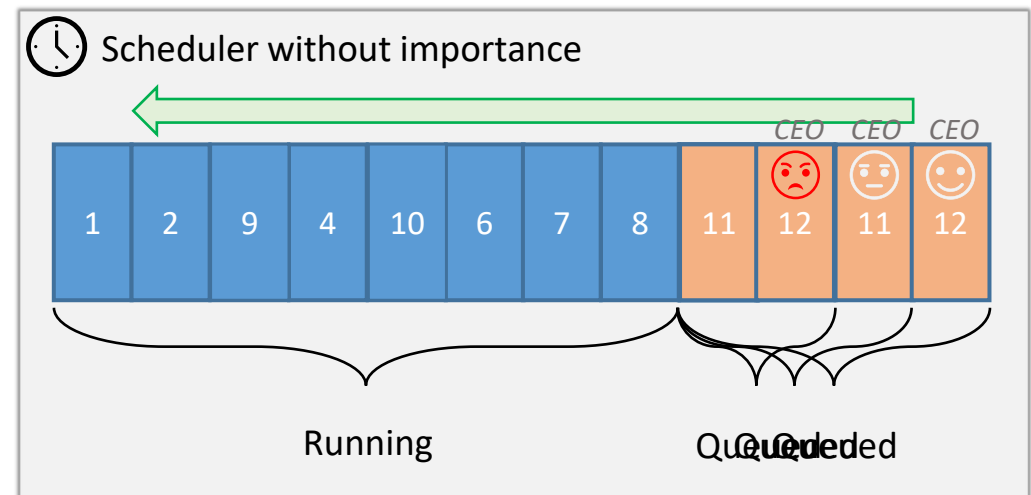 Scheduler without importance
CEO CEO CEO
1 2 9 4 10 6 7 8 11 12 11 12
Running
Queued